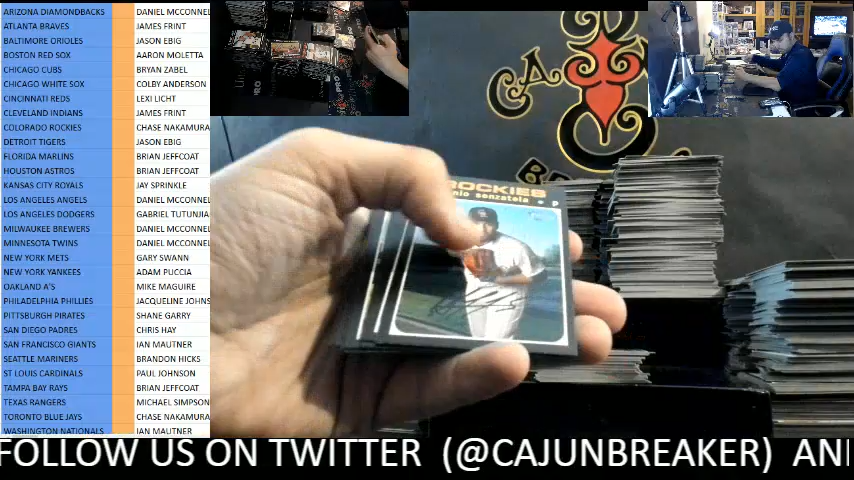 ARIZONA DIAMONDBACKS DANIEL MCCONNEL
ATLANTA BRAVES JAMES FRINT
BALTIMORE ORIOLES JASON EBIG
BOSTON RED SOX AARON MOLETTA
CHICAGO CUBS BRYAN ZABEL
CHICAGO WHITE SOX COLBY ANDERSON
CINCINNATI REDS LEXI LICHT
CLEVELAND INDIANS JAMES FRINT
COLORADO ROCKIES CHASE NAKAMURA
DETROIT TIGERS JASON EBIG
FLORIDA MARLINS BRIAN JEFFCOAT
HOUSTON ASTROS BRIAN JEFFCOAT
KANSAS CITY ROYALS JAY SPRINKLE
LOS ANGELES ANGELS DANIEL MCCONNEL
LOS ANGELES DODGERS GABRIEL TUTUNJIA
MILWAUKEE BREWERS DANIEL MCCONNEL
MINNESOTA TWINS DANIEL MCCONNEL
NEW YORK METS GARY SWANN
NEW YORK YANKEES ADAM PUCCIA
OAKLAND A'S MIKE MAGUIRE
PHILADELPHIA PHILLIES JACQUELINE JOHNS
PITTSBURGH PIRATES SHANE GARRY
SAN DIEGO PADRES CHRIS HAY
SAN FRANCISCO GIANTS IAN MAUTNER
SEATTLE MARINERS BRANDON HICKS
ST LOUIS CARDINALS PAUL JOHNSON
TAMPA BAY RAYS BRIAN JEFFCOAT
TEXAS RANGERS MICHAEL SIMPSON
TORONTO BLUE JAYS CHASE NAKAMURA
WASHINGTON NATIONALS IAN MAUTNER
CA
ROCKIES
nio senzatela • P
FOLLOW US ON TWITTER (@CAJUNBREAKER) ANI